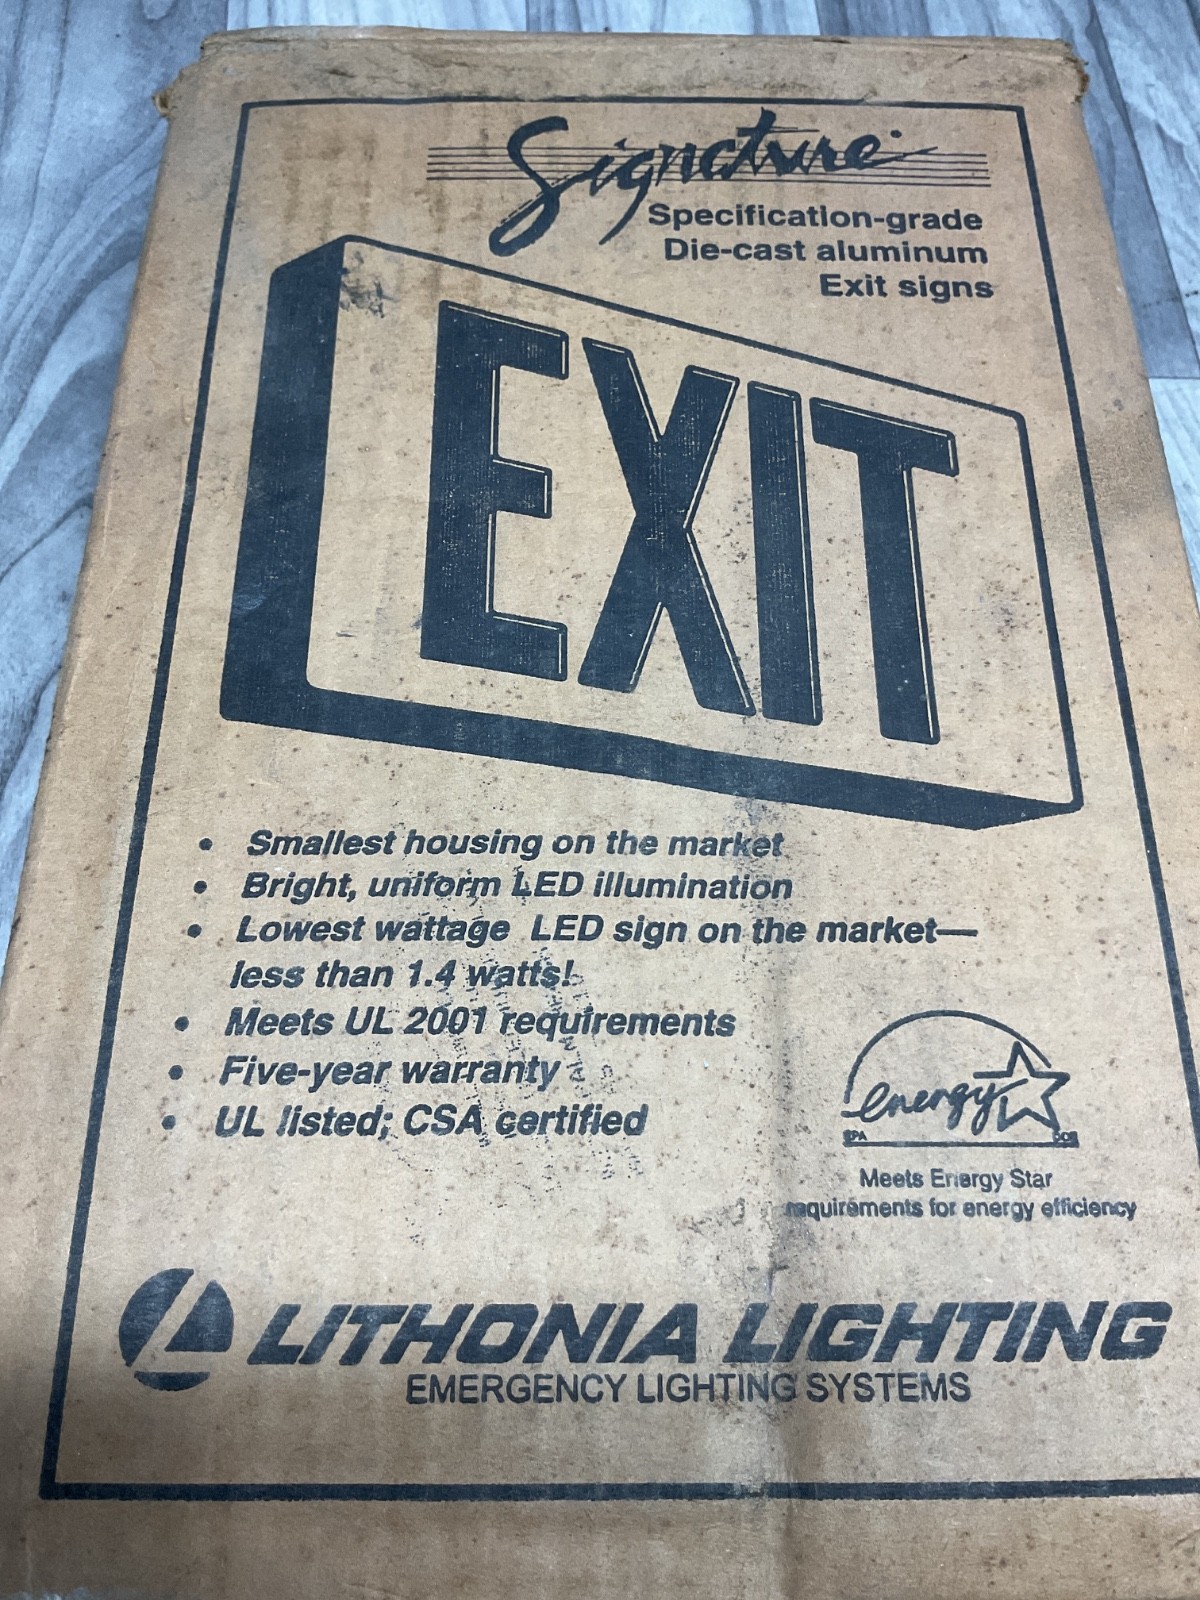 Signature
Specification-grade
Die-cast aluminum
Exit signs
EXIT
• Smallest housing on the market
• Bright, uniform LED illumination
• Lowest wattage LED sign on the market—
less than 1.4 watts!
• Meets UL 2001 requirements
• Five-year warranty
• UL listed; CSA certified
energy
EPA DOE
Meets Energy Star
requirements for energy efficiency
LITHONIA LIGHTING
EMERGENCY LIGHTING SYSTEMS